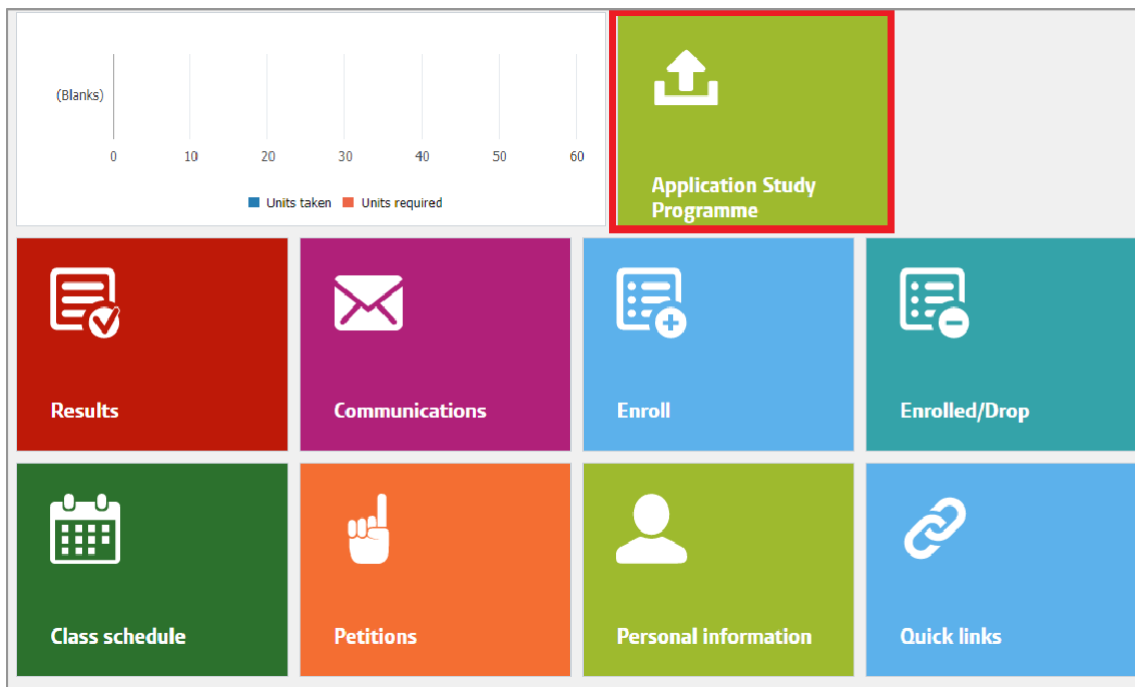 (Blanks)
0 10 20 30 40 50 60
Units taken Units required
Application Study
Programme
Results
Communications
Enroll
Enrolled/Drop
Class schedule
Petitions
Personal information
Quick links